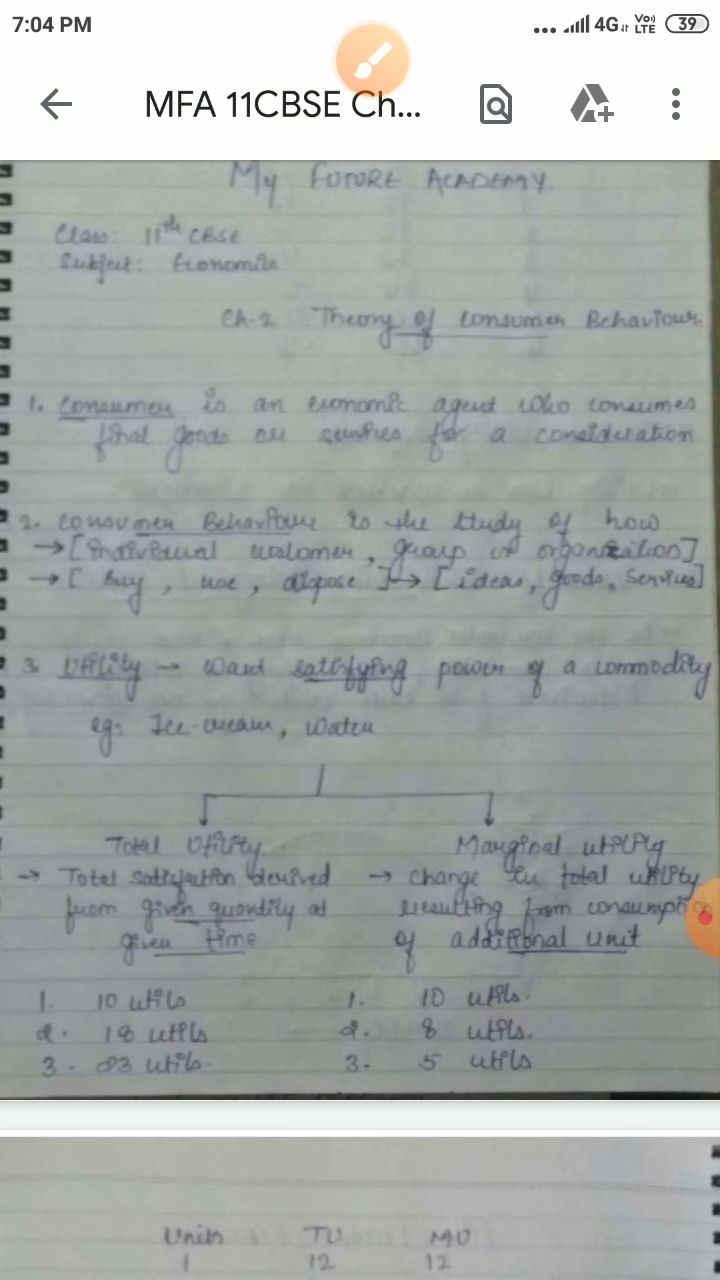 7:04 PM 4G Vo) LTE 39
MFA 11CBSE Ch...
My FUTURE ACADEMY.
Class: 11th CBSE
Subject: Economics
Ch-2 Theory of Consumer Behaviour.
1. Consumer is an economic agent who consumes
final goods or services for a consideration
2. Consumer Behaviour is the study of how
→ [individual customer, group or organization]
→ [buy, use, dispose] → [ideas, goods, services]
3. Utility → Want satisfying power of a commodity
eg: Ice-cream, Water
Total Utility Marginal utility
→ Total satisfaction derived → change in total utility
from given quantity at resulting from
given time of additional unit
1. 10 utils 1. 10 utils.
2. 18 utils 2. 8 utils.
3. 23 utils. 3. 5 utils
Units TU MU
1 12 12